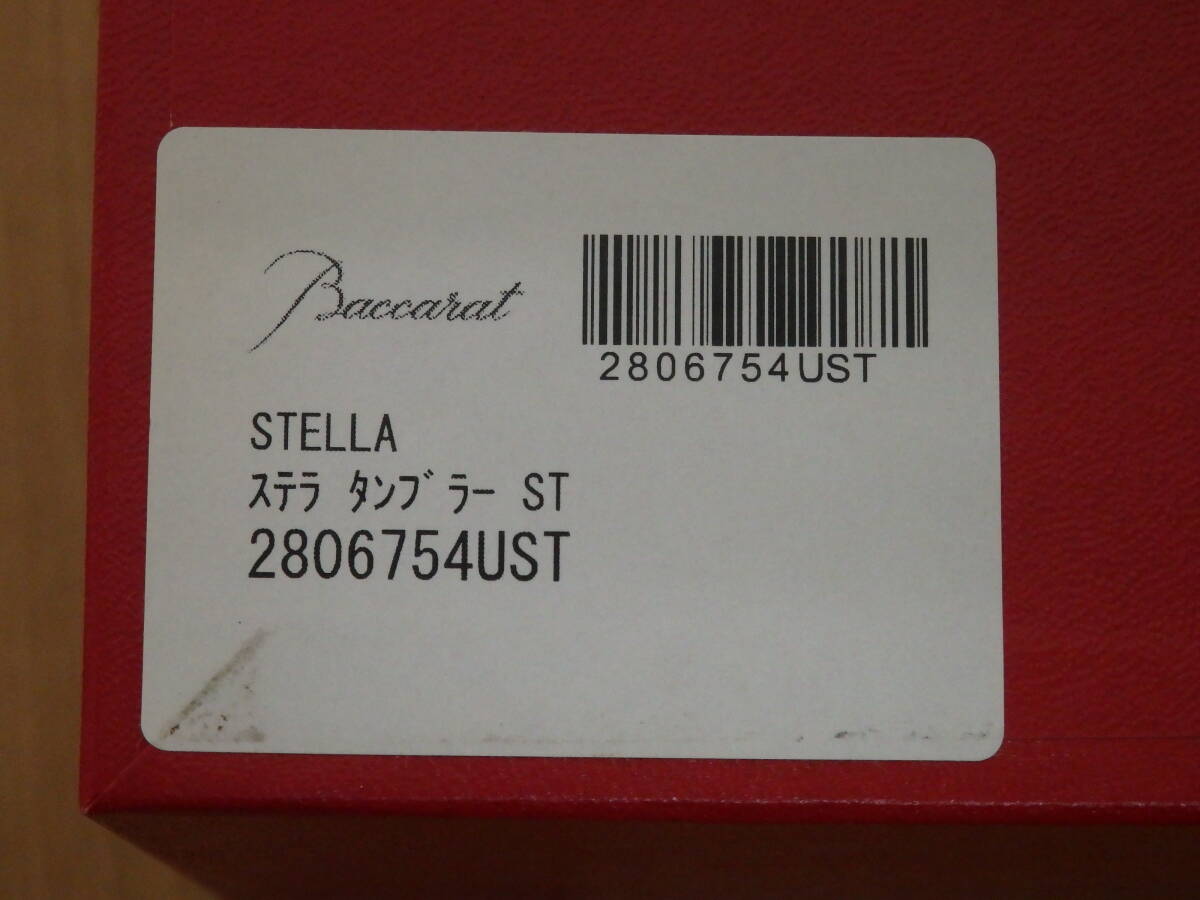 Baccarat
2806754UST
STELLA
ｽﾃﾗ ﾀﾝﾌﾞﾗｰ ST
2806754UST